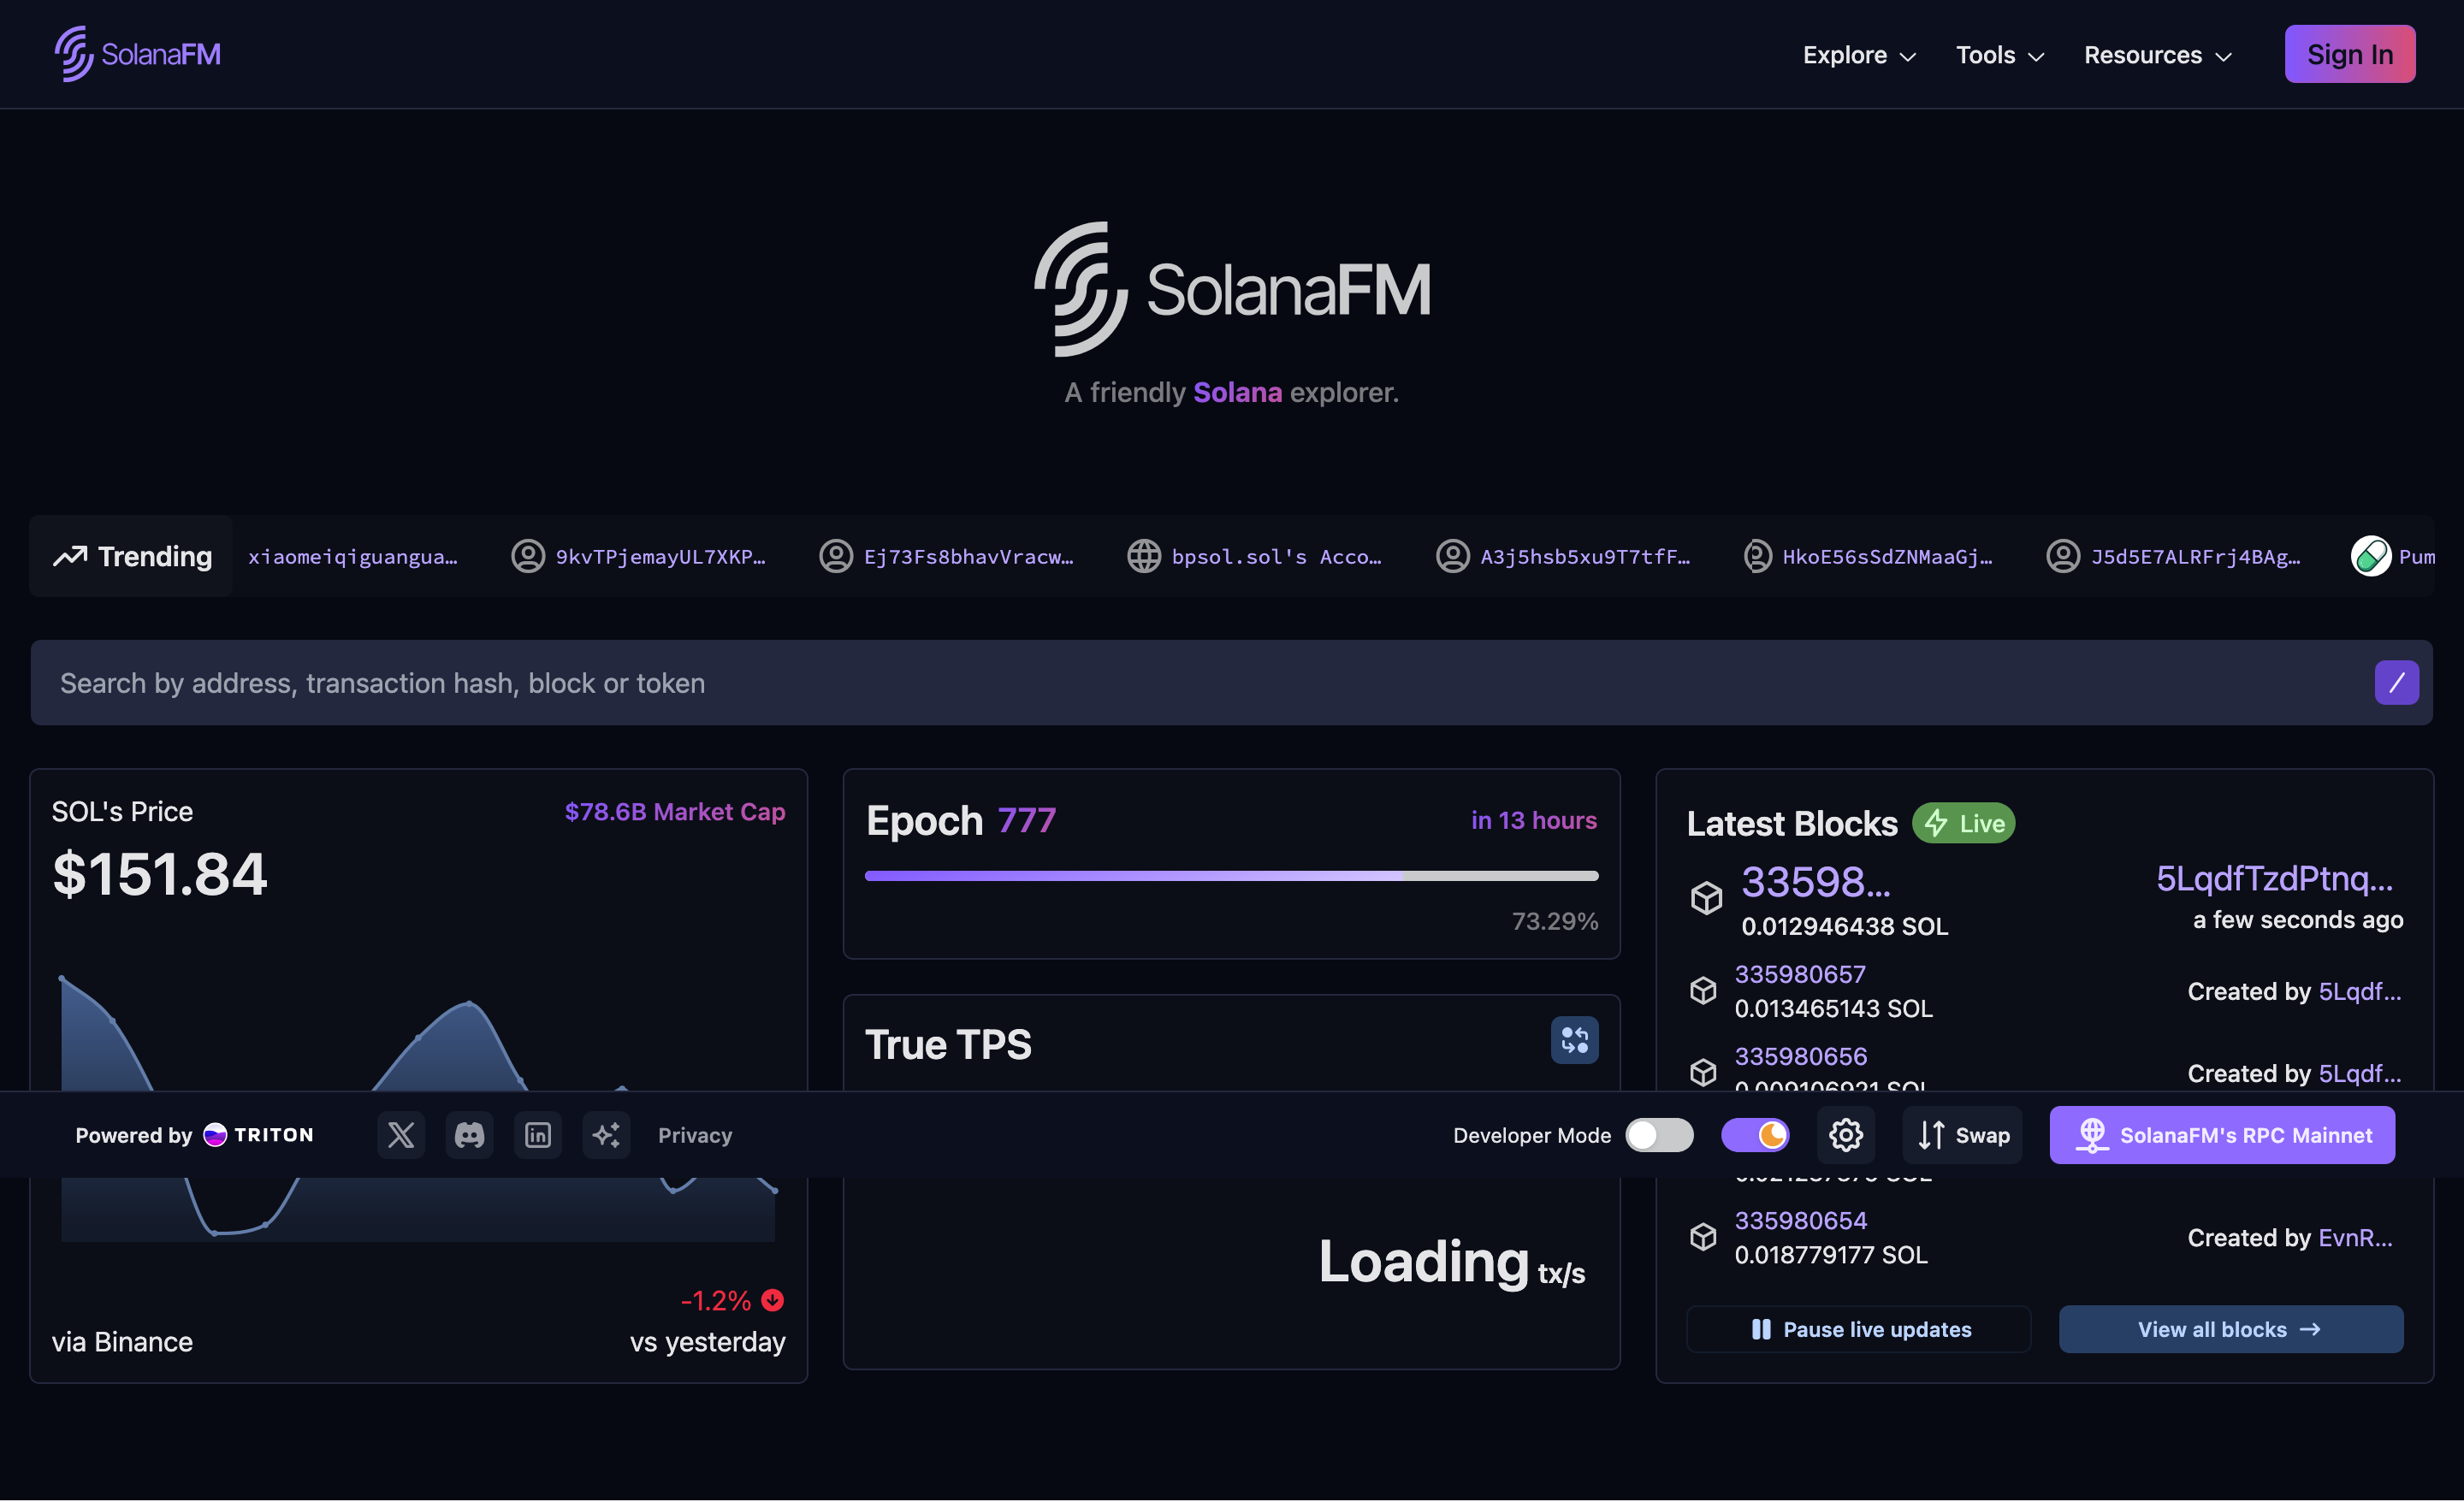 SolanaFM
Explore
Tools
Resources
Sign In
SolanaFM
A friendly Solana explorer.
Trending
xiaomeiqiguangua…
9kvTPjemayUL7XKP…
Ej73Fs8bhavVracw…
bpsol.sol's Acco…
A3j5hsb5xu9T7tfF…
HkoE56sSdZNMaaGj…
J5d5E7ALRFrj4BAg…
Pum
Search by address, transaction hash, block or token
/
SOL's Price
$78.6B Market Cap
$151.84
-1.2%
via Binance
vs yesterday
Epoch 777
in 13 hours
73.29%
True TPS
Loading tx/s
Latest Blocks
Live
33598...
5LqdfTzdPtnq...
0.012946438 SOL
a few seconds ago
335980657
0.013465143 SOL
Created by 5Lqdf...
335980656
0.009106921 SOL
Created by 5Lqdf...
335980654
0.018779177 SOL
Created by EvnR...
Pause live updates
View all blocks
Powered by TRITON
Privacy
Developer Mode
Swap
SolanaFM's RPC Mainnet